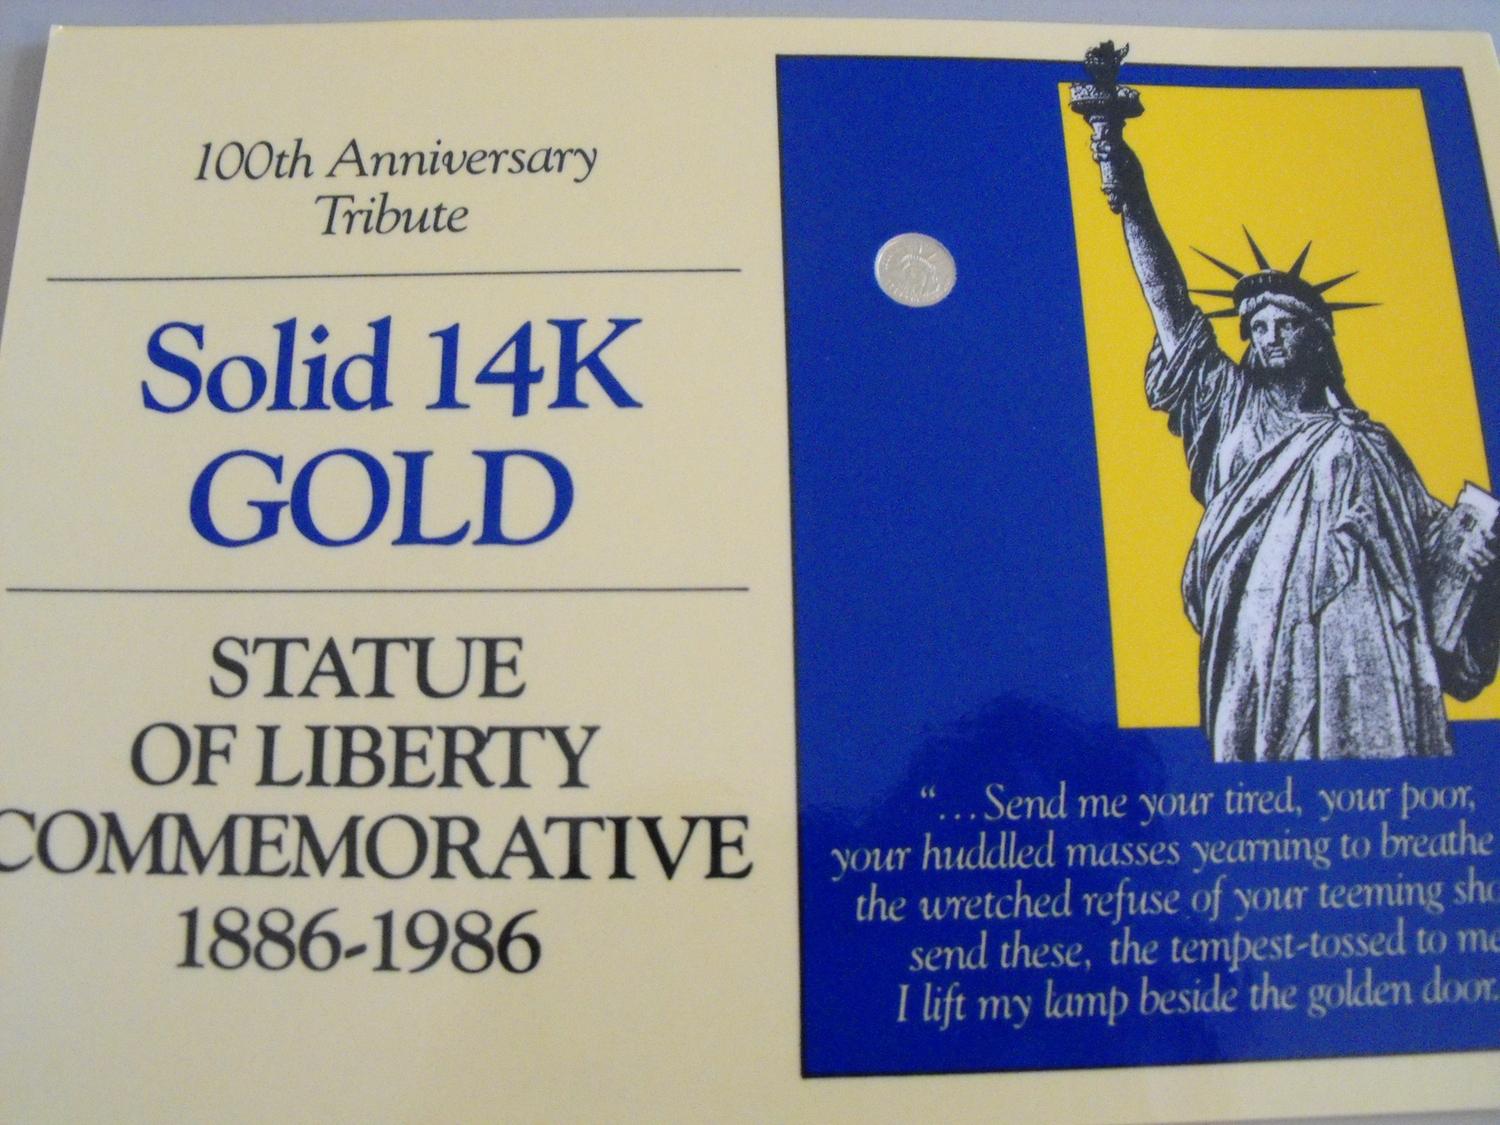 100th Anniversary
Tribute
Solid 14K
GOLD
STATUE
OF LIBERTY
COMMEMORATIVE
1886-1986
“...Send me your tired, your poor,
your huddled masses yearning to breathe
the wretched refuse of your teeming
send these, the tempest-tossed to me
I lift my lamp beside the golden door.